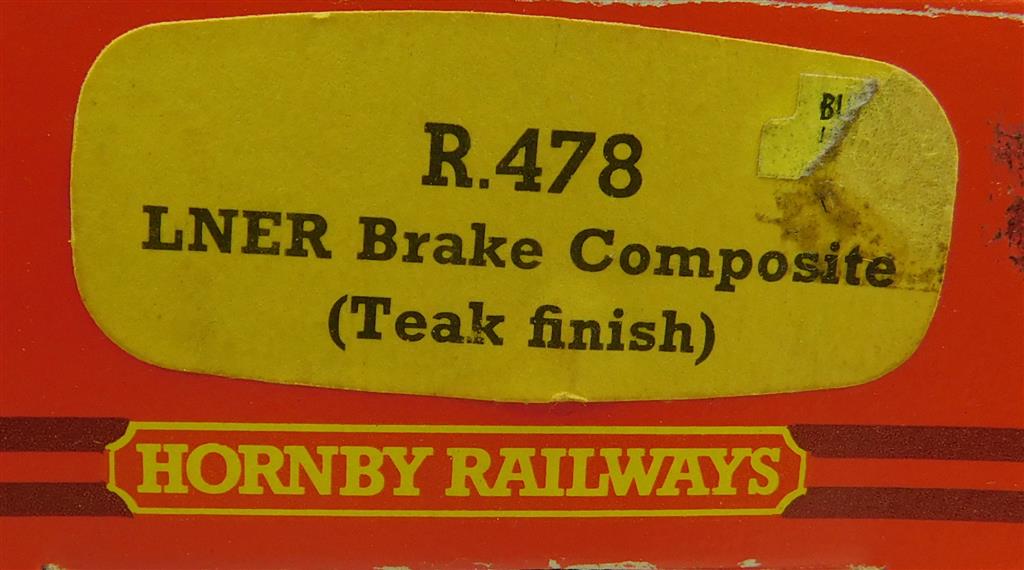 R.478
LNER Brake Composite
(Teak finish)
HORNBY RAILWAYS